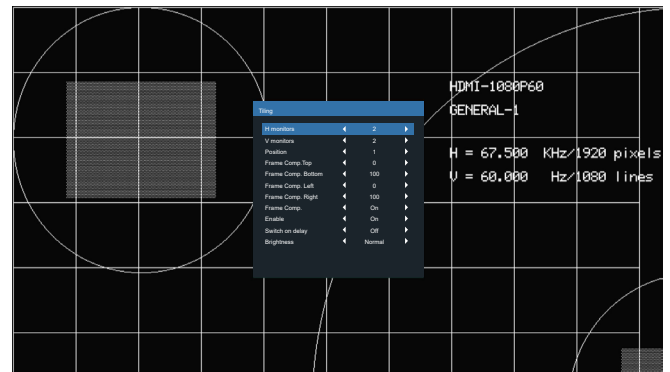 HDMI-1080P60
GENERAL-1
H = 67.500 KHz/1920 pixels
V = 60.000 Hz/1080 lines
Tiling
H monitors 2
V monitors 2
Position 1
Frame Comp.Top 0
Frame Comp. Bottom 100
Frame Comp. Left 0
Frame Comp. Right 100
Frame Comp. On
Enable On
Switch on delay Off
Brightness Normal